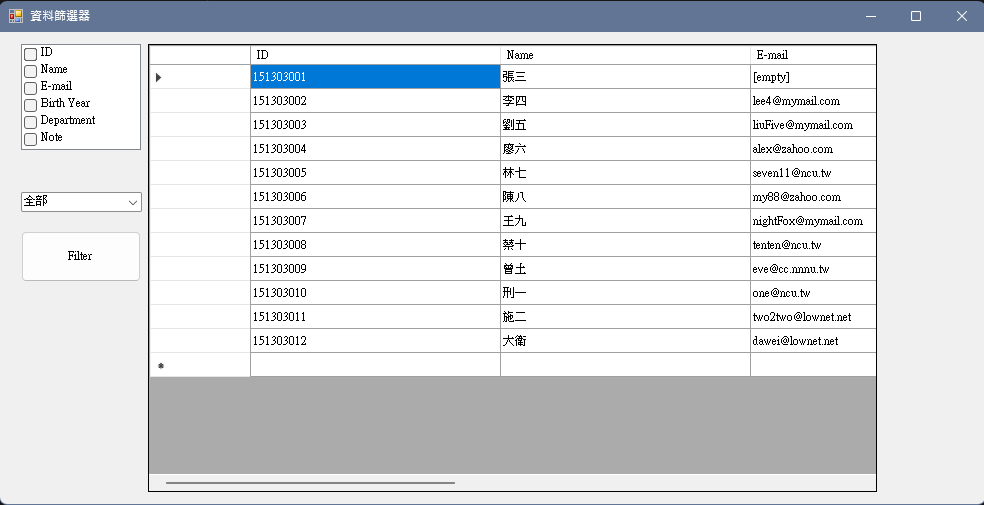 資料篩選器
ID
Name
E-mail
Birth Year
Department
Note
全部
Filter
ID Name E-mail
151303001 張三 [empty]
151303002 李四 lee4@mymail.com
151303003 劉五 liuFive@mymail.com
151303004 廖六 alex@zahoo.com
151303005 林七 seven11@ncu.tw
151303006 陳八 my88@zahoo.com
151303007 王九 nightFox@mymail.com
151303008 蔡十 tenten@ncu.tw
151303009 曾土 eve@cc.nnnu.tw
151303010 刑一 one@ncu.tw
151303011 施二 two2two@lownet.net
151303012 大衛 dawei@lownet.net